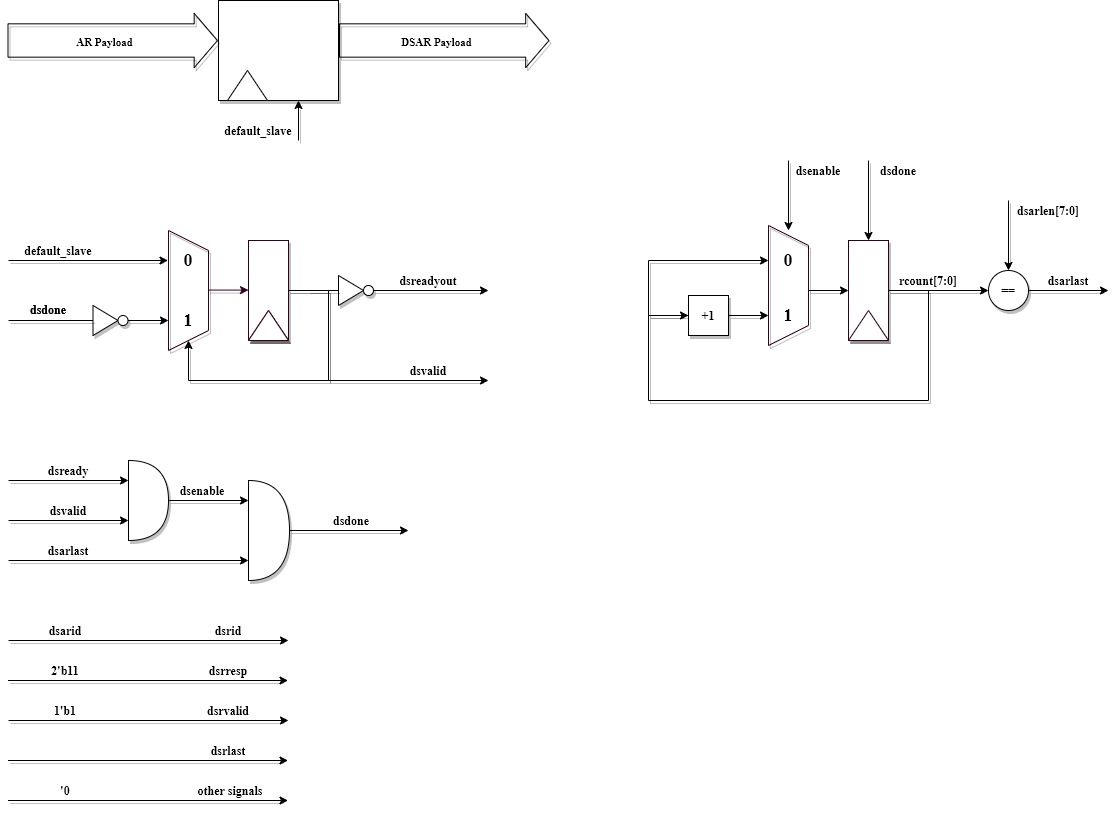 AR Payload
DSAR Payload
default_slave
dsenable
dsdone
dsarlen[7:0]
default_slave
0
dsdone
1
dsreadyout
dsvalid
0
+1
1
rcount[7:0]
==
dsarlast
dsready
dsvalid
dsenable
dsarlast
dsdone
dsarid
dsrid
2'b11
dsrresp
1'b1
dsrvalid
dsrlast
'0
other signals